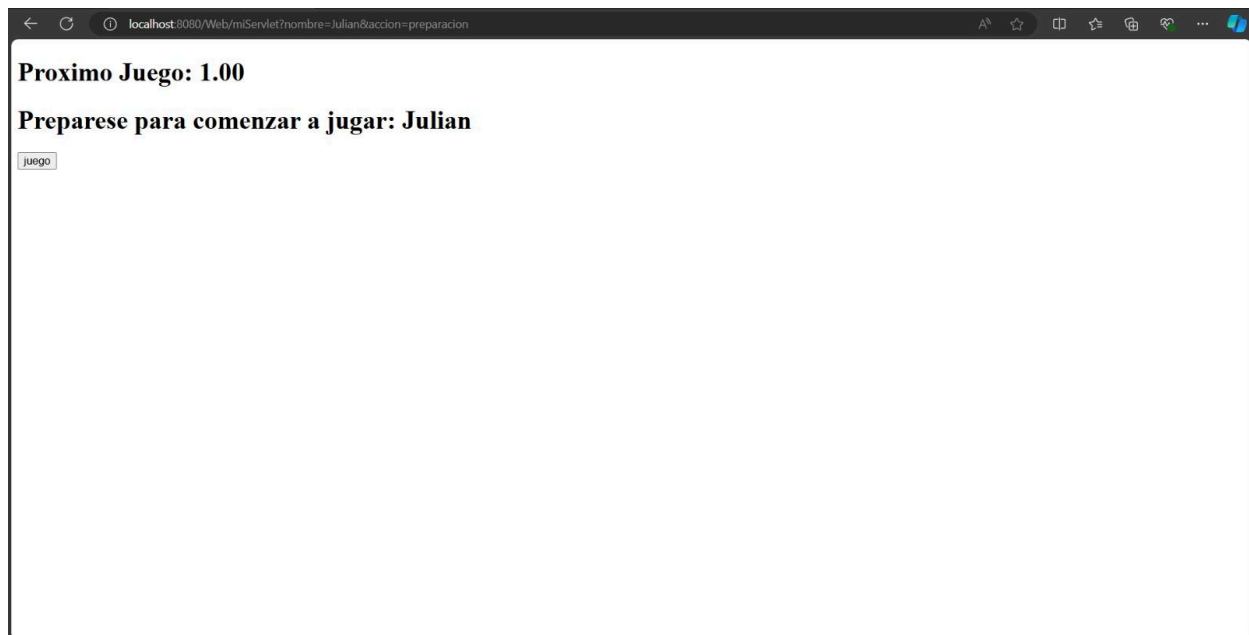 localhost:8080/Web/miServlet?nombre=Julian&accion=preparacion
Proximo Juego: 1.00
Preparese para comenzar a jugar: Julian
juego